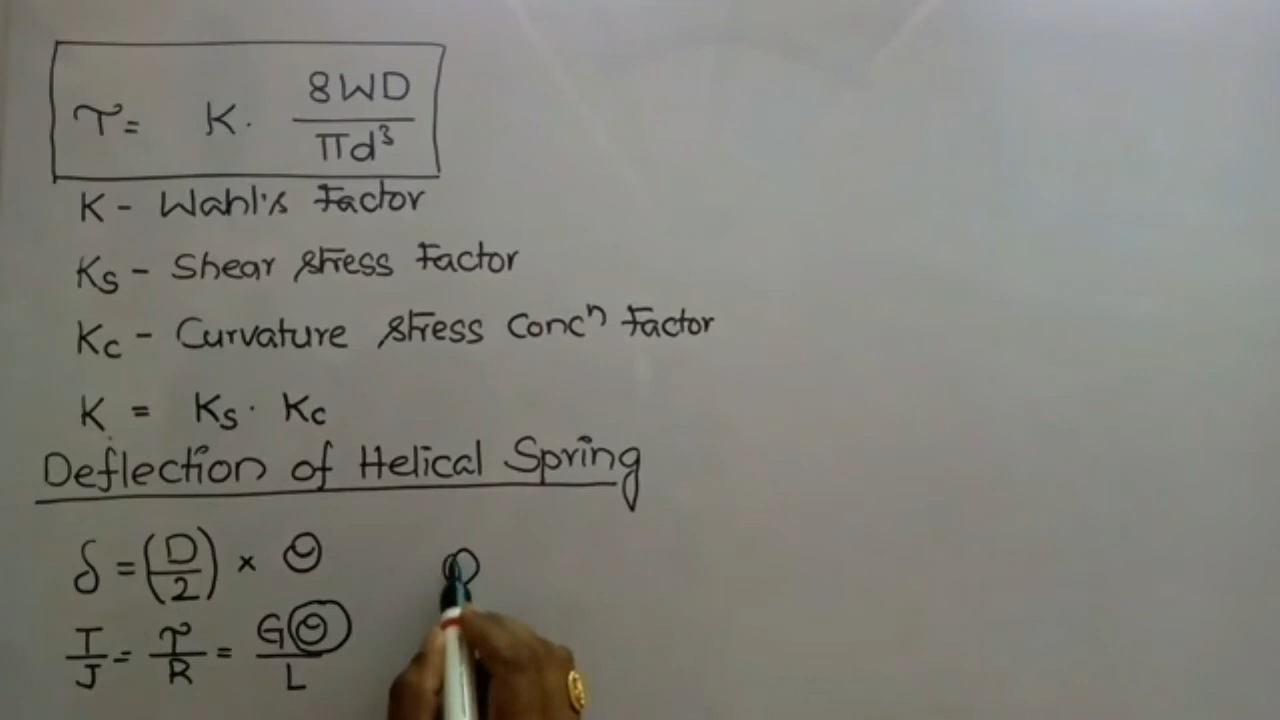 τ = K · 8WD / πd³
K - Wahl's Factor
Ks - Shear stress Factor
Kc - Curvature stress Concⁿ Factor
K = Ks · Kc
Deflection of Helical Spring
δ = (D/2) × θ
T/J = τ/R = Gθ/L